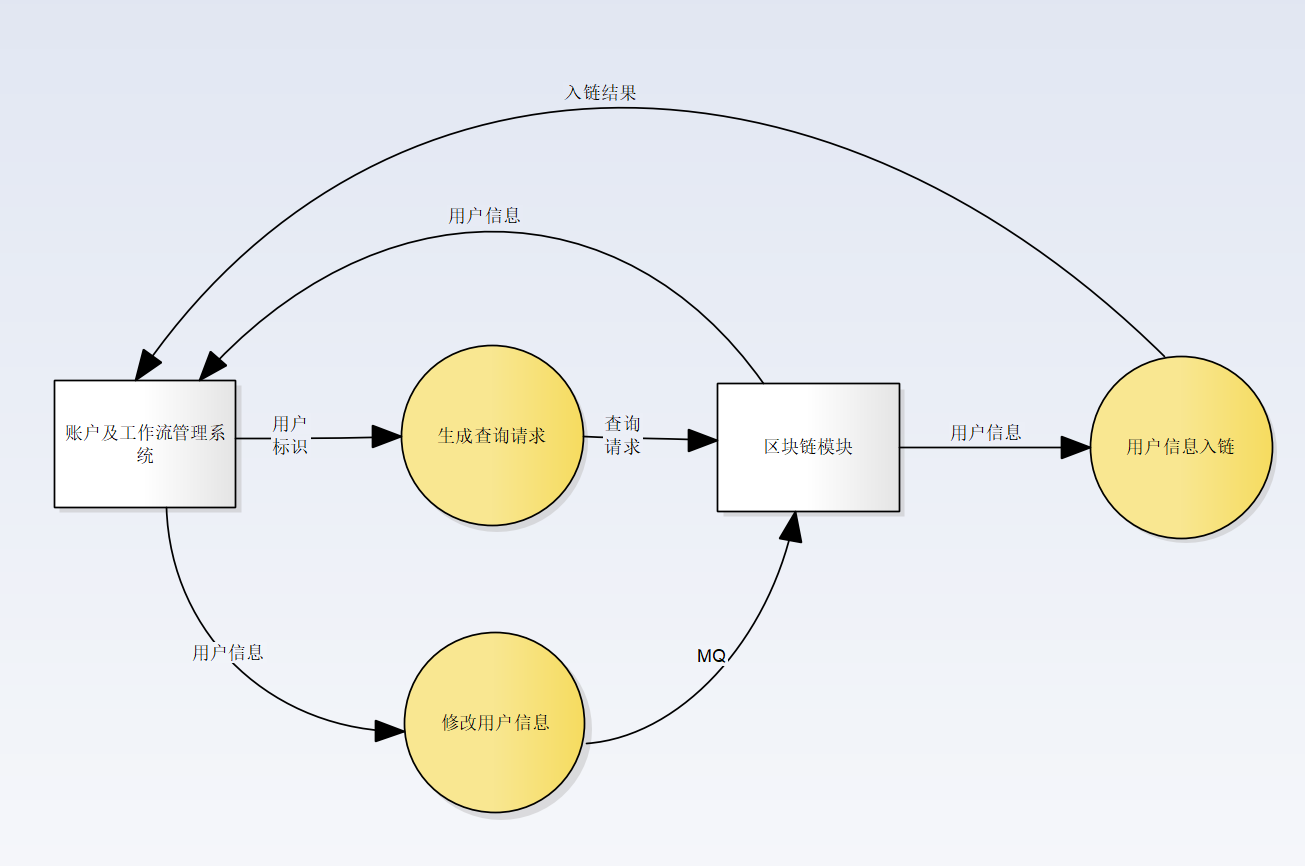 入链结果
用户信息
账户及工作流管理系
统
用户
标识
生成查询请求
查询
请求
区块链模块
用户信息
用户信息入链
用户信息
修改用户信息
MQ